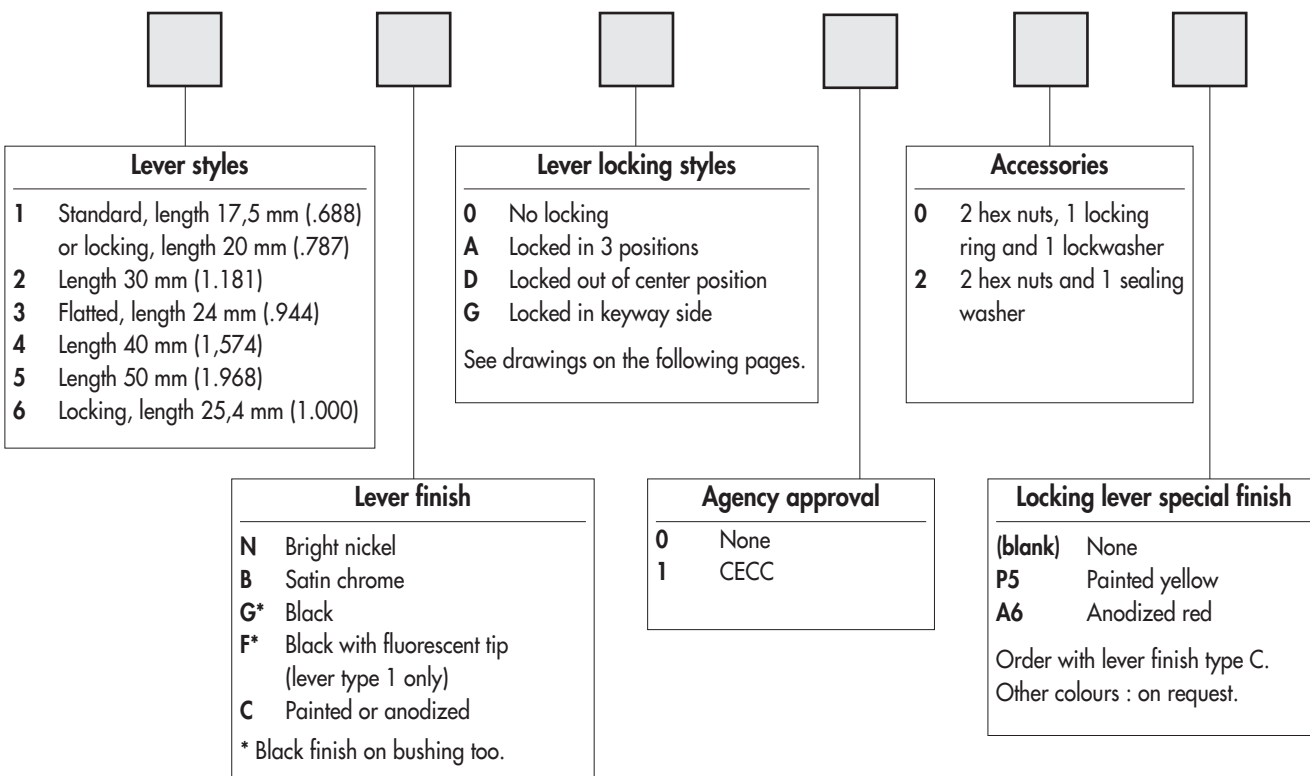 Lever styles
1 Standard, length 17,5 mm (.688)
or locking, length 20 mm (.787)
2 Length 30 mm (1.181)
3 Flatted, length 24 mm (.944)
4 Length 40 mm (1,574)
5 Length 50 mm (1.968)
6 Locking, length 25,4 mm (1.000)
Lever locking styles
0 No locking
A Locked in 3 positions
D Locked out of center position
G Locked in keyway side
See drawings on the following pages.
Accessories
0 2 hex nuts, 1 locking
ring and 1 lockwasher
2 2 hex nuts and 1 sealing
washer
Lever finish
N Bright nickel
B Satin chrome
G* Black
F* Black with fluorescent tip
(lever type 1 only)
C Painted or anodized
* Black finish on bushing too.
Agency approval
0 None
1 CECC
Locking lever special finish
(blank) None
P5 Painted yellow
A6 Anodized red
Order with lever finish type C.
Other colours : on request.